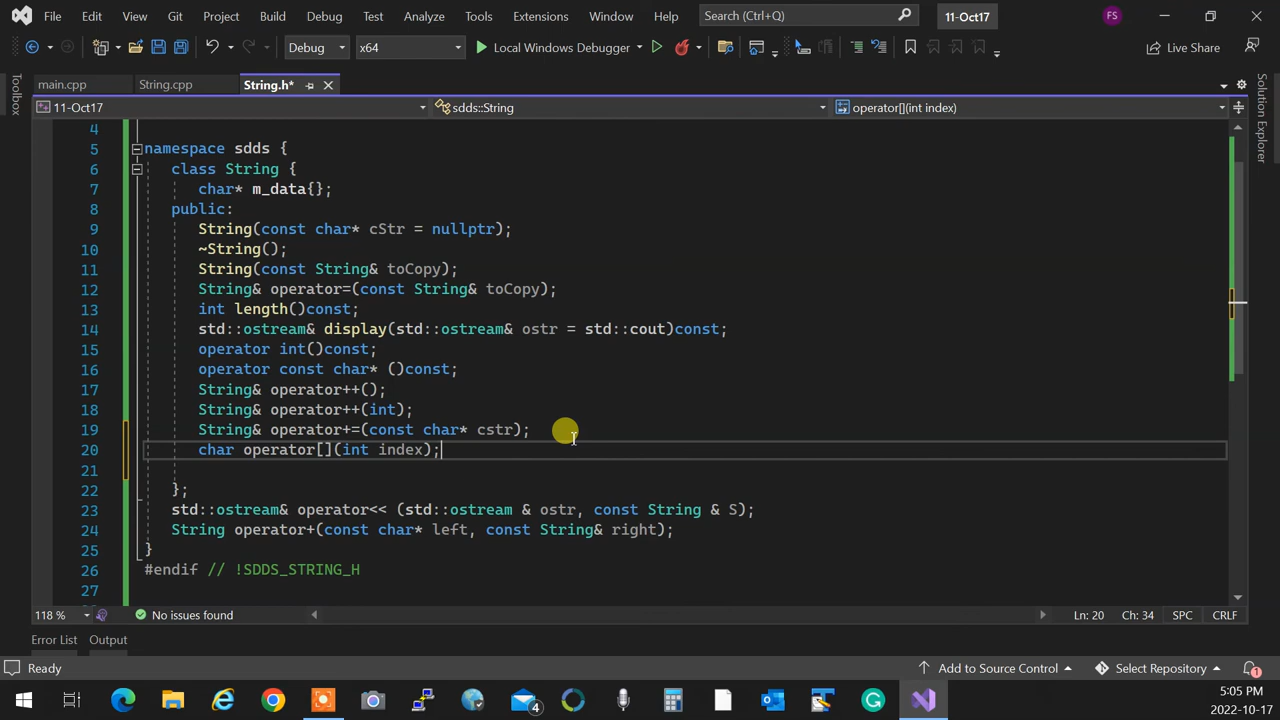 File Edit View Git Project Build Debug Test Analyze Tools Extensions Window Help Search (Ctrl+Q) 11-Oct17 FS
Debug x64 Local Windows Debugger Live Share
Toolbox
main.cpp String.cpp String.h*
11-Oct17 sdds::String operator[](int index)
Solution Explorer
4
5 namespace sdds {
6 class String {
7 char* m_data{};
8 public:
9 String(const char* cStr = nullptr);
10 ~String();
11 String(const String& toCopy);
12 String& operator=(const String& toCopy);
13 int length()const;
14 std::ostream& display(std::ostream& ostr = std::cout)const;
15 operator int()const;
16 operator const char* ()const;
17 String& operator++();
18 String& operator++(int);
19 String& operator+=(const char* cstr);
20 char operator[](int index);
21
22 };
23 std::ostream& operator<< (std::ostream & ostr, const String & S);
24 String operator+(const char* left, const String& right);
25 }
26 #endif // !SDDS_STRING_H
27
118 % No issues found Ln: 20 Ch: 34 SPC CRLF
Error List Output
Ready Add to Source Control Select Repository 1
4 5:05 PM
2022-10-17